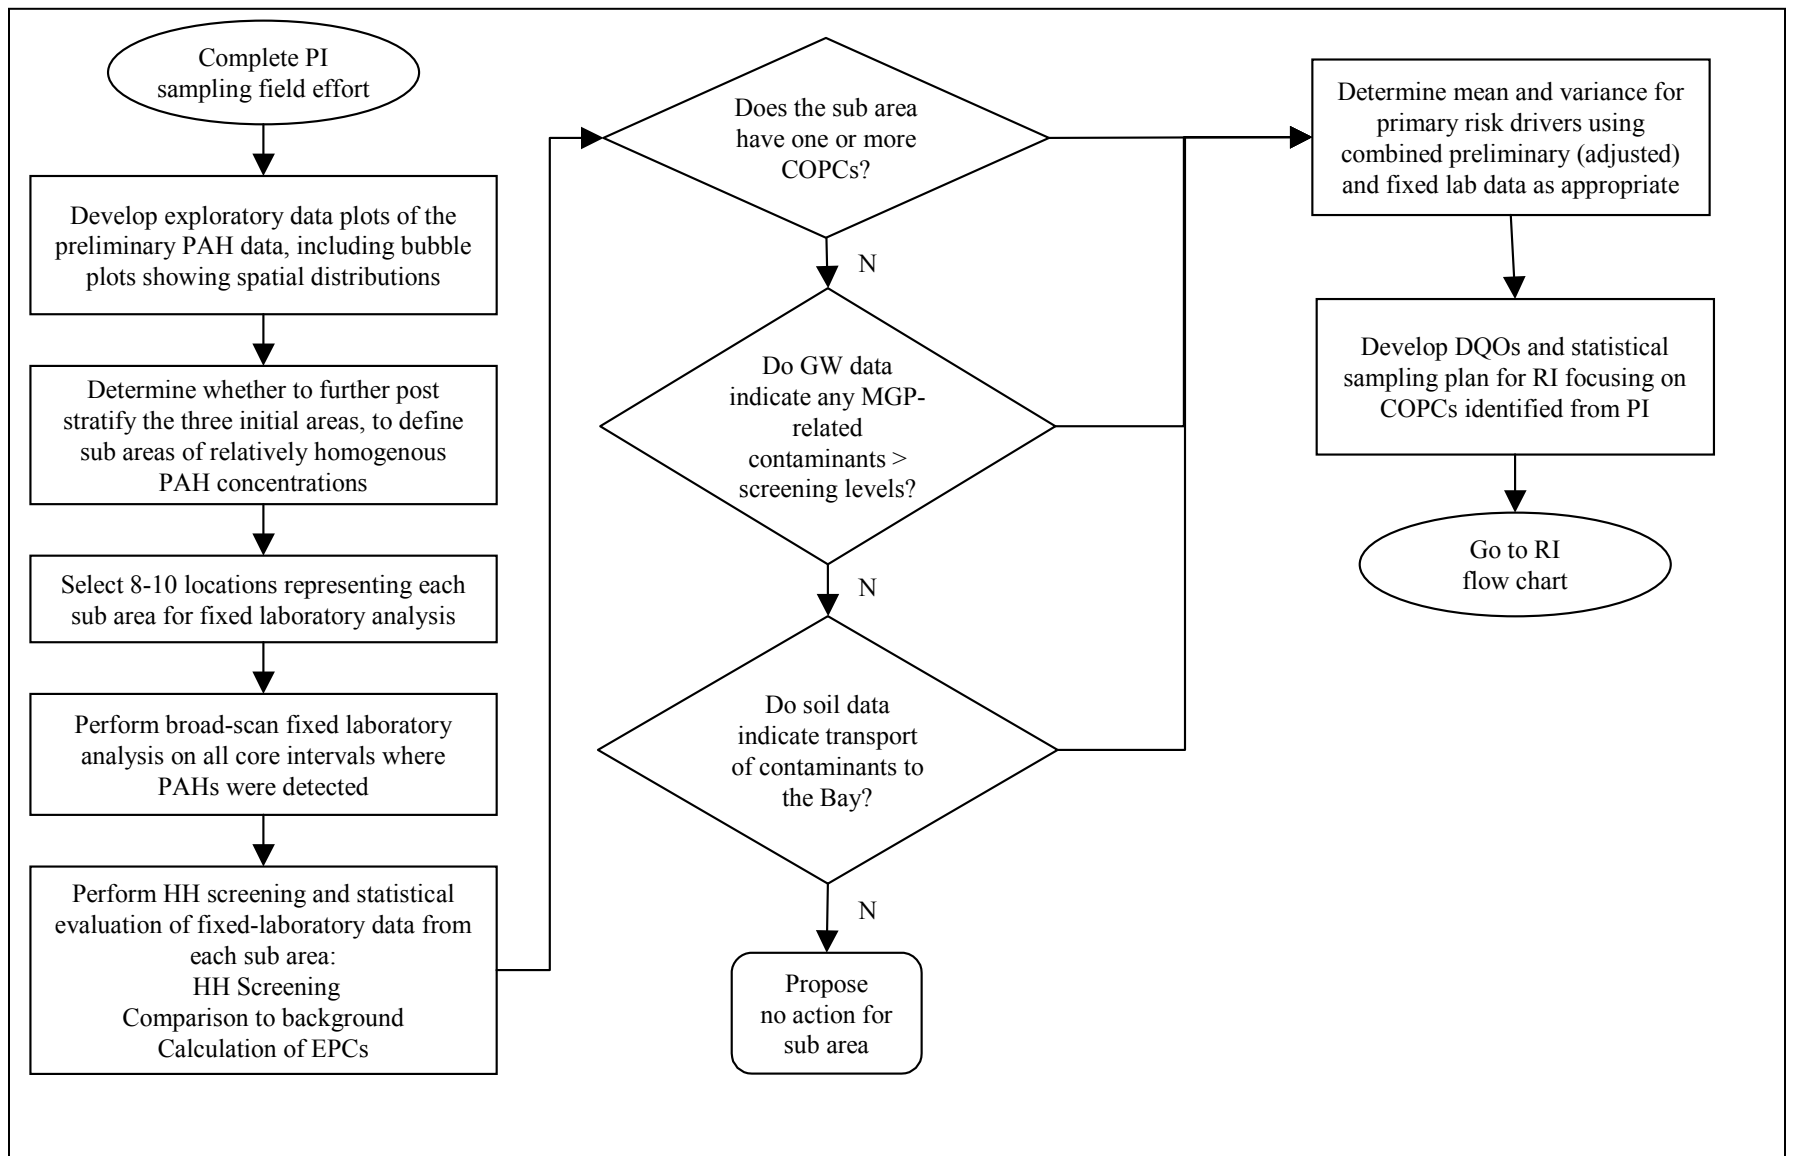 Complete PI
sampling field effort
Develop exploratory data plots of the
preliminary PAH data, including bubble
plots showing spatial distributions
Determine whether to further post
stratify the three initial areas, to define
sub areas of relatively homogenous
PAH concentrations
Select 8-10 locations representing each
sub area for fixed laboratory analysis
Perform broad-scan fixed laboratory
analysis on all core intervals where
PAHs were detected
Perform HH screening and statistical
evaluation of fixed-laboratory data from
each sub area:
HH Screening
Comparison to background
Calculation of EPCs
Does the sub area
have one or more
COPCs?
N
Do GW data
indicate any MGP-
related
contaminants >
screening levels?
N
Do soil data
indicate transport
of contaminants to
the Bay?
N
Propose
no action for
sub area
Determine mean and variance for
primary risk drivers using
combined preliminary (adjusted)
and fixed lab data as appropriate
Develop DQOs and statistical
sampling plan for RI focusing on
COPCs identified from PI
Go to RI
flow chart